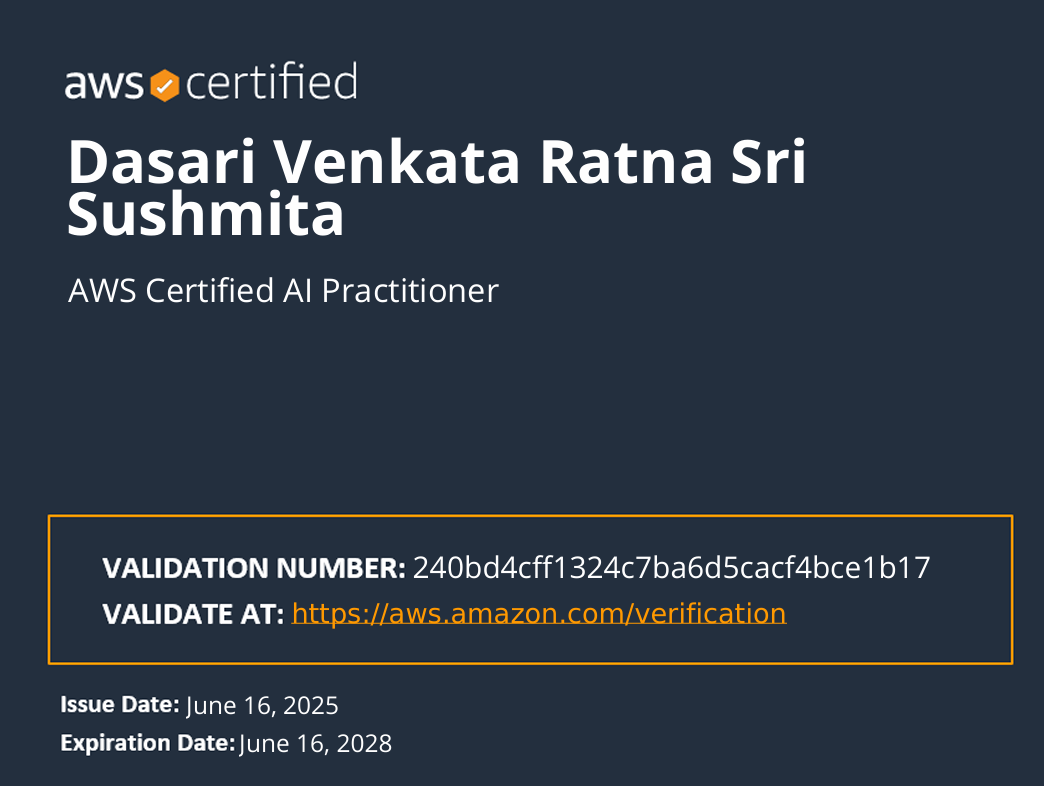 aws certified
Dasari Venkata Ratna Sri
Sushmita
AWS Certified AI Practitioner
VALIDATION NUMBER: 240bd4cff1324c7ba6d5cacf4bce1b17
VALIDATE AT: https://aws.amazon.com/verification
Issue Date: June 16, 2025
Expiration Date: June 16, 2028